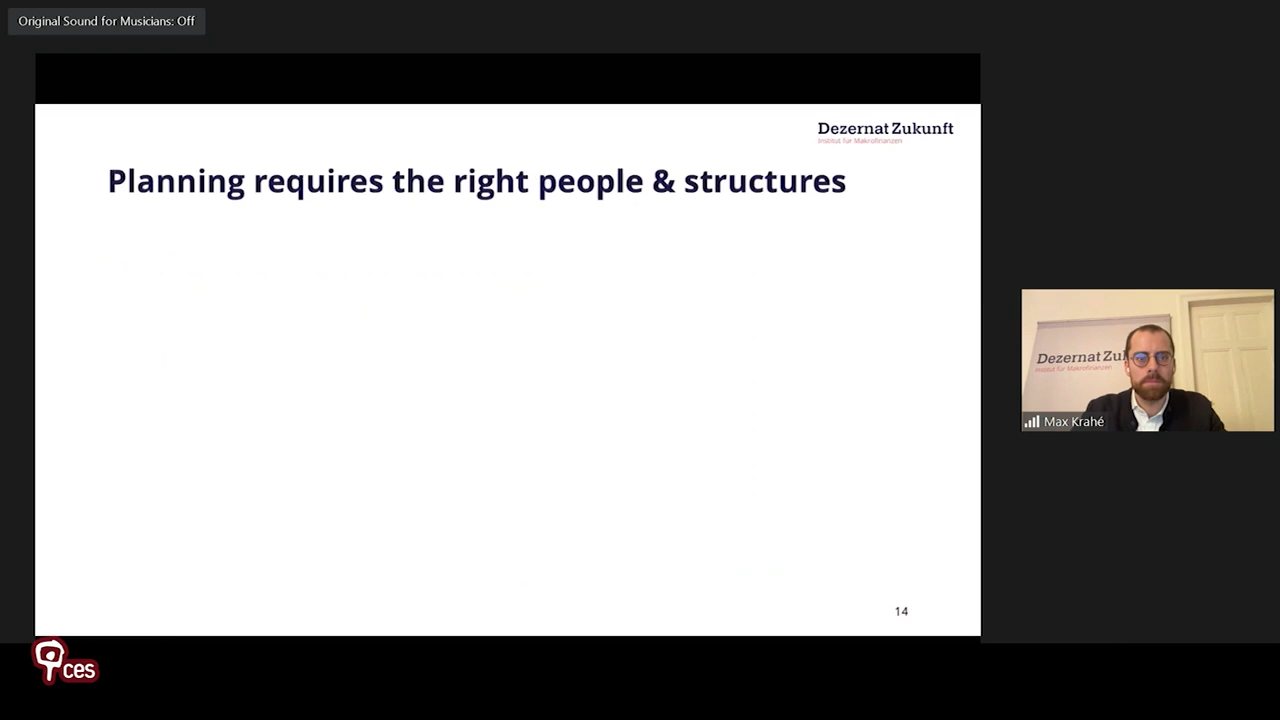 Original Sound for Musicians: Off
Dezernat Zukunft
Institut für Makrofinanzen
Planning requires the right people & structures
Dezernat Zu
Institut für Makrofinanzen
Max Krahé
14
ces